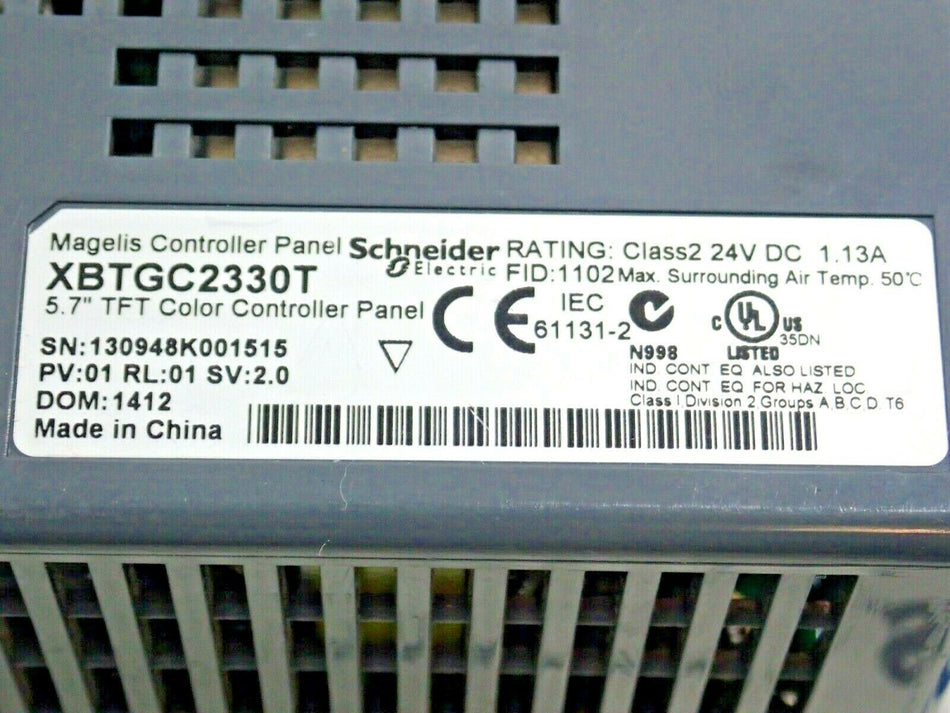 Magelis Controller Panel
XBTGC2330T
5.7" TFT Color Controller Panel
Schneider
Electric
RATING: Class2 24V DC 1.13A
FID:1102 Max. Surrounding Air Temp. 50℃
CE
IEC
61131-2
N998
C UL US
LISTED
35DN
IND. CONT. EQ. ALSO LISTED
IND. CONT. EQ. FOR HAZ. LOC.
Class I Division 2 Groups A,B,C,D. T6
SN:130948K001515
PV:01 RL:01 SV:2.0
DOM:1412
Made in China